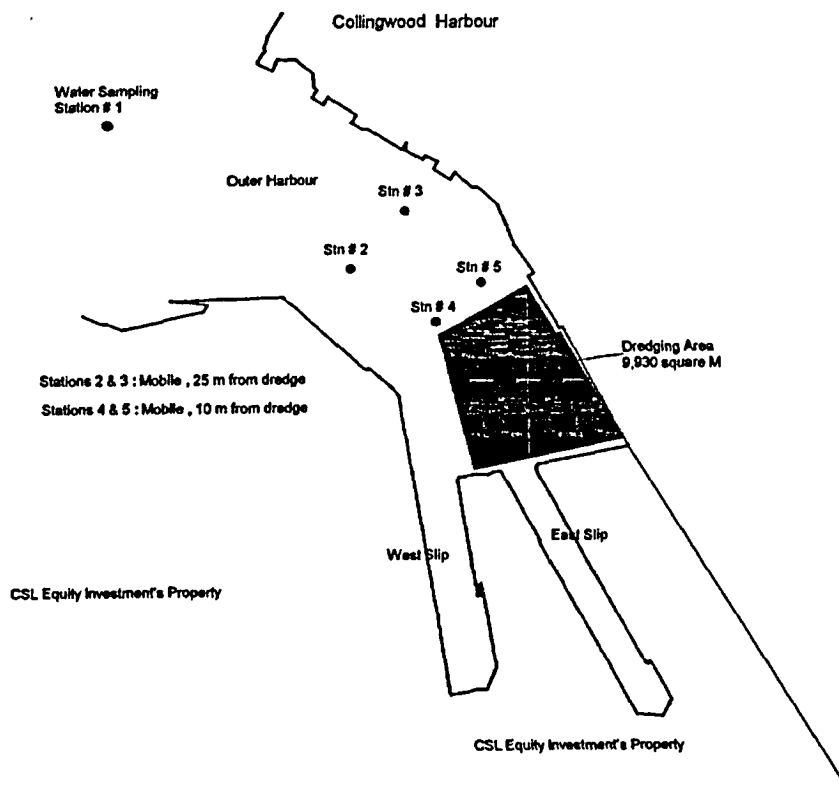 Collingwood Harbour
Water Sampling
Station # 1
Outer Harbour
Stn # 3
Stn # 2
Stn # 5
Stn # 4
Dredging Area
9,930 square M
Stations 2 & 3 : Mobile , 25 m from dredge
Stations 4 & 5 : Mobile , 10 m from dredge
West Slip
East Slip
CSL Equity Investment's Property
CSL Equity Investment's Property